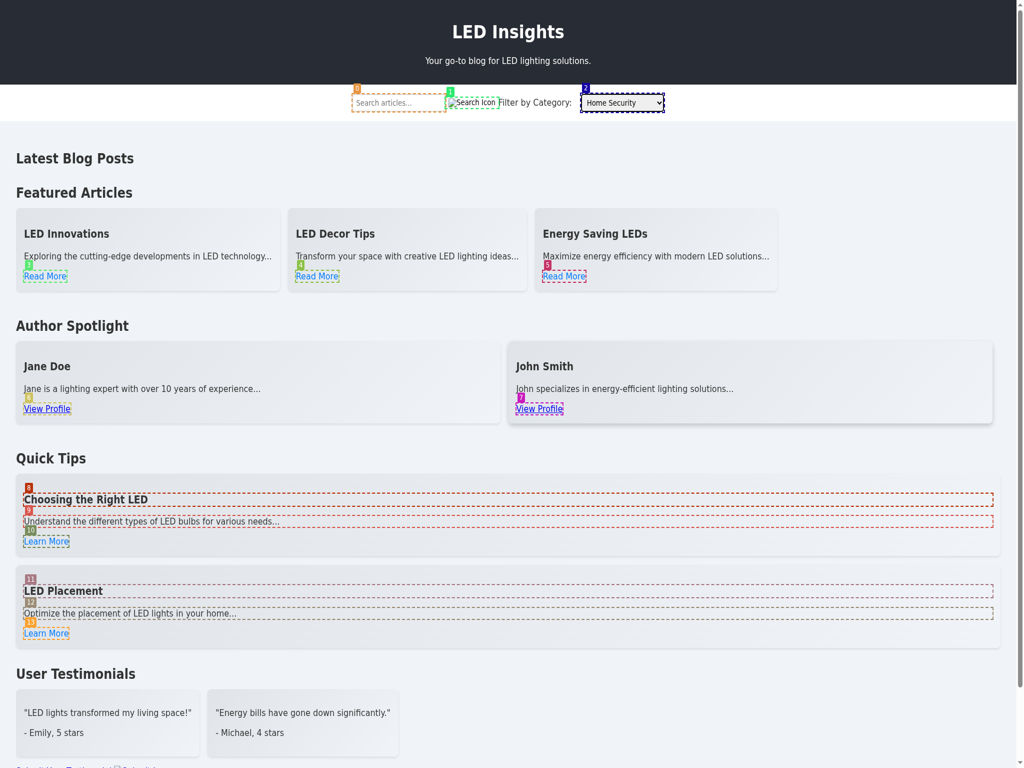 LED Insights
Your go-to blog for LED lighting solutions.
0 1 2
Search articles... Search Icon Filter by Category: Home Security
Latest Blog Posts
Featured Articles
LED Innovations
Exploring the cutting-edge developments in LED technology...
3
Read More
LED Decor Tips
Transform your space with creative LED lighting ideas...
4
Read More
Energy Saving LEDs
Maximize energy efficiency with modern LED solutions...
5
Read More
Author Spotlight
Jane Doe
Jane is a lighting expert with over 10 years of experience...
6
View Profile
John Smith
John specializes in energy-efficient lighting solutions...
7
View Profile
Quick Tips
8
Choosing the Right LED
9
Understand the different types of LED bulbs for various needs...
10
Learn More
11
LED Placement
12
Optimize the placement of LED lights in your home...
13
Learn More
User Testimonials
"LED lights transformed my living space!"
- Emily, 5 stars
"Energy bills have gone down significantly."
- Michael, 4 stars